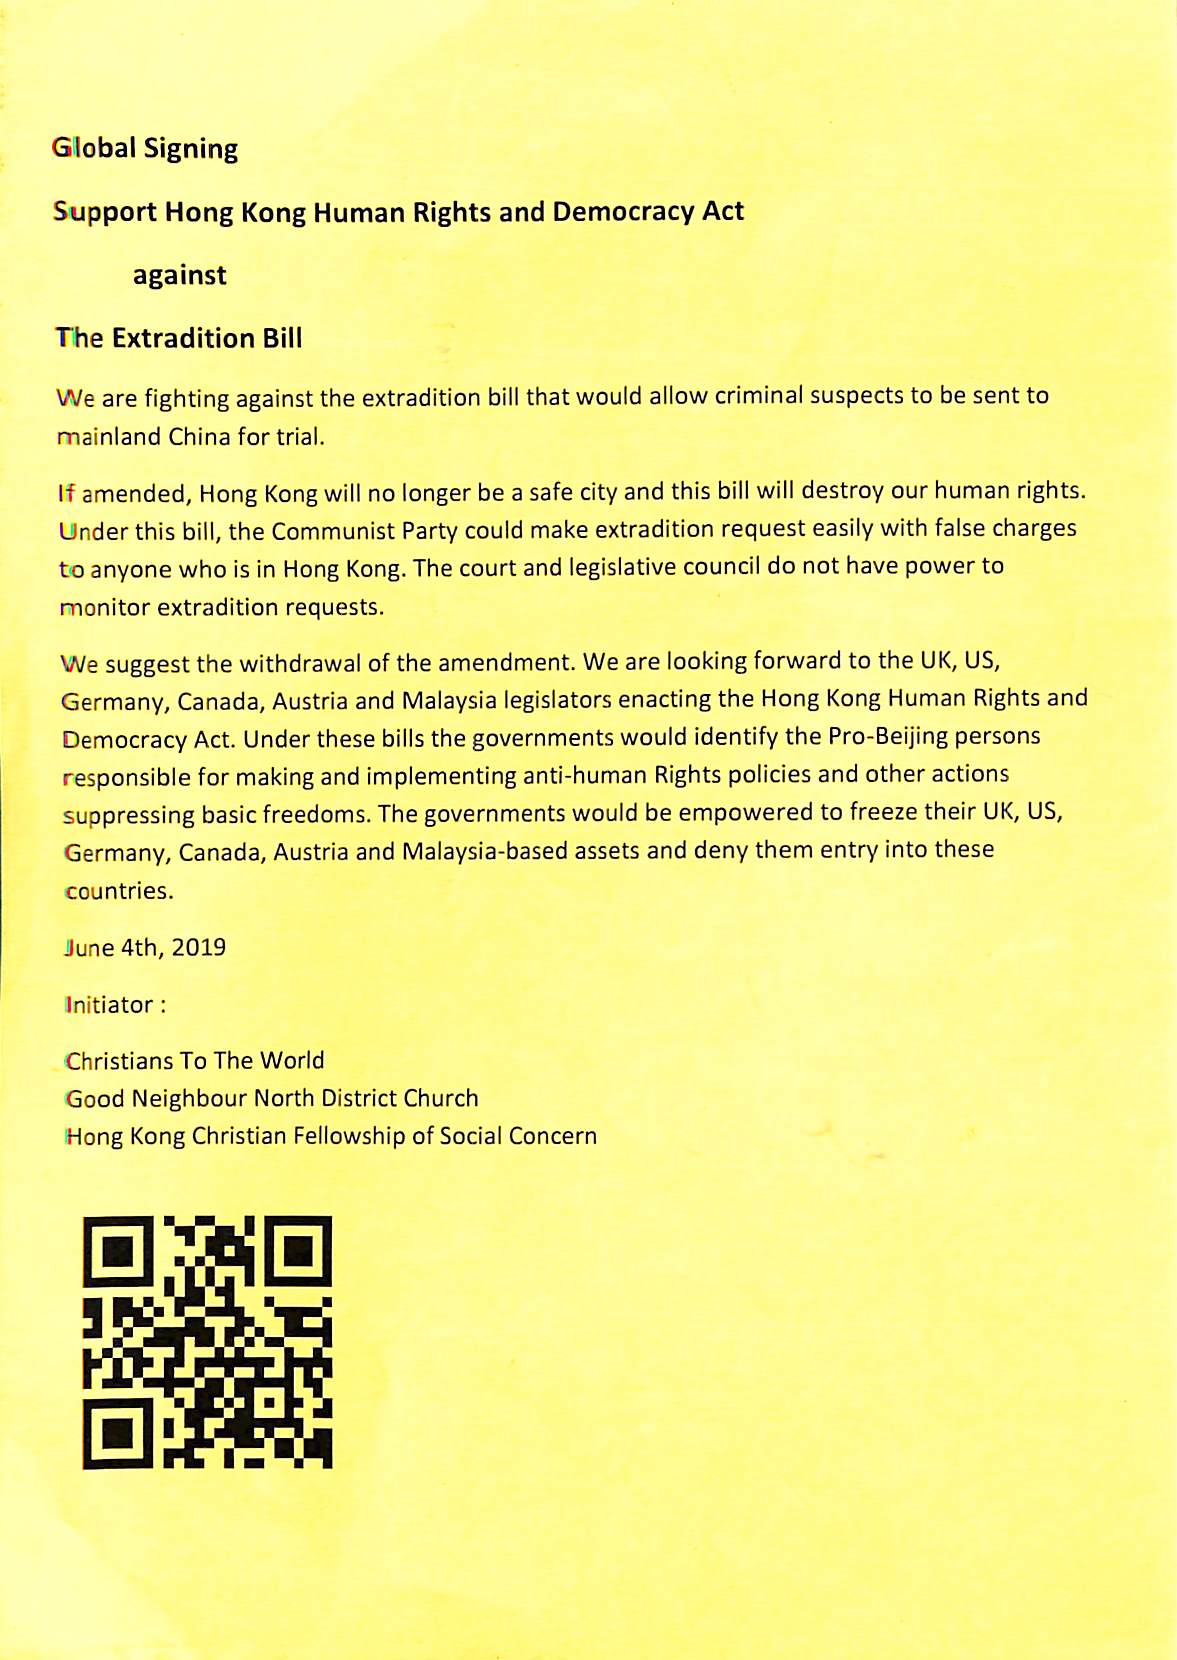 Global Signing
Support Hong Kong Human Rights and Democracy Act
against
The Extradition Bill
We are fighting against the extradition bill that would allow criminal suspects to be sent to
mainland China for trial.
If amended, Hong Kong will no longer be a safe city and this bill will destroy our human rights.
Under this bill, the Communist Party could make extradition request easily with false charges
to anyone who is in Hong Kong. The court and legislative council do not have power to
monitor extradition requests.
We suggest the withdrawal of the amendment. We are looking forward to the UK, US,
Germany, Canada, Austria and Malaysia legislators enacting the Hong Kong Human Rights and
Democracy Act. Under these bills the governments would identify the Pro-Beijing persons
responsible for making and implementing anti-human Rights policies and other actions
suppressing basic freedoms. The governments would be empowered to freeze their UK, US,
Germany, Canada, Austria and Malaysia-based assets and deny them entry into these
countries.
June 4th, 2019
Initiator :
Christians To The World
Good Neighbour North District Church
Hong Kong Christian Fellowship of Social Concern